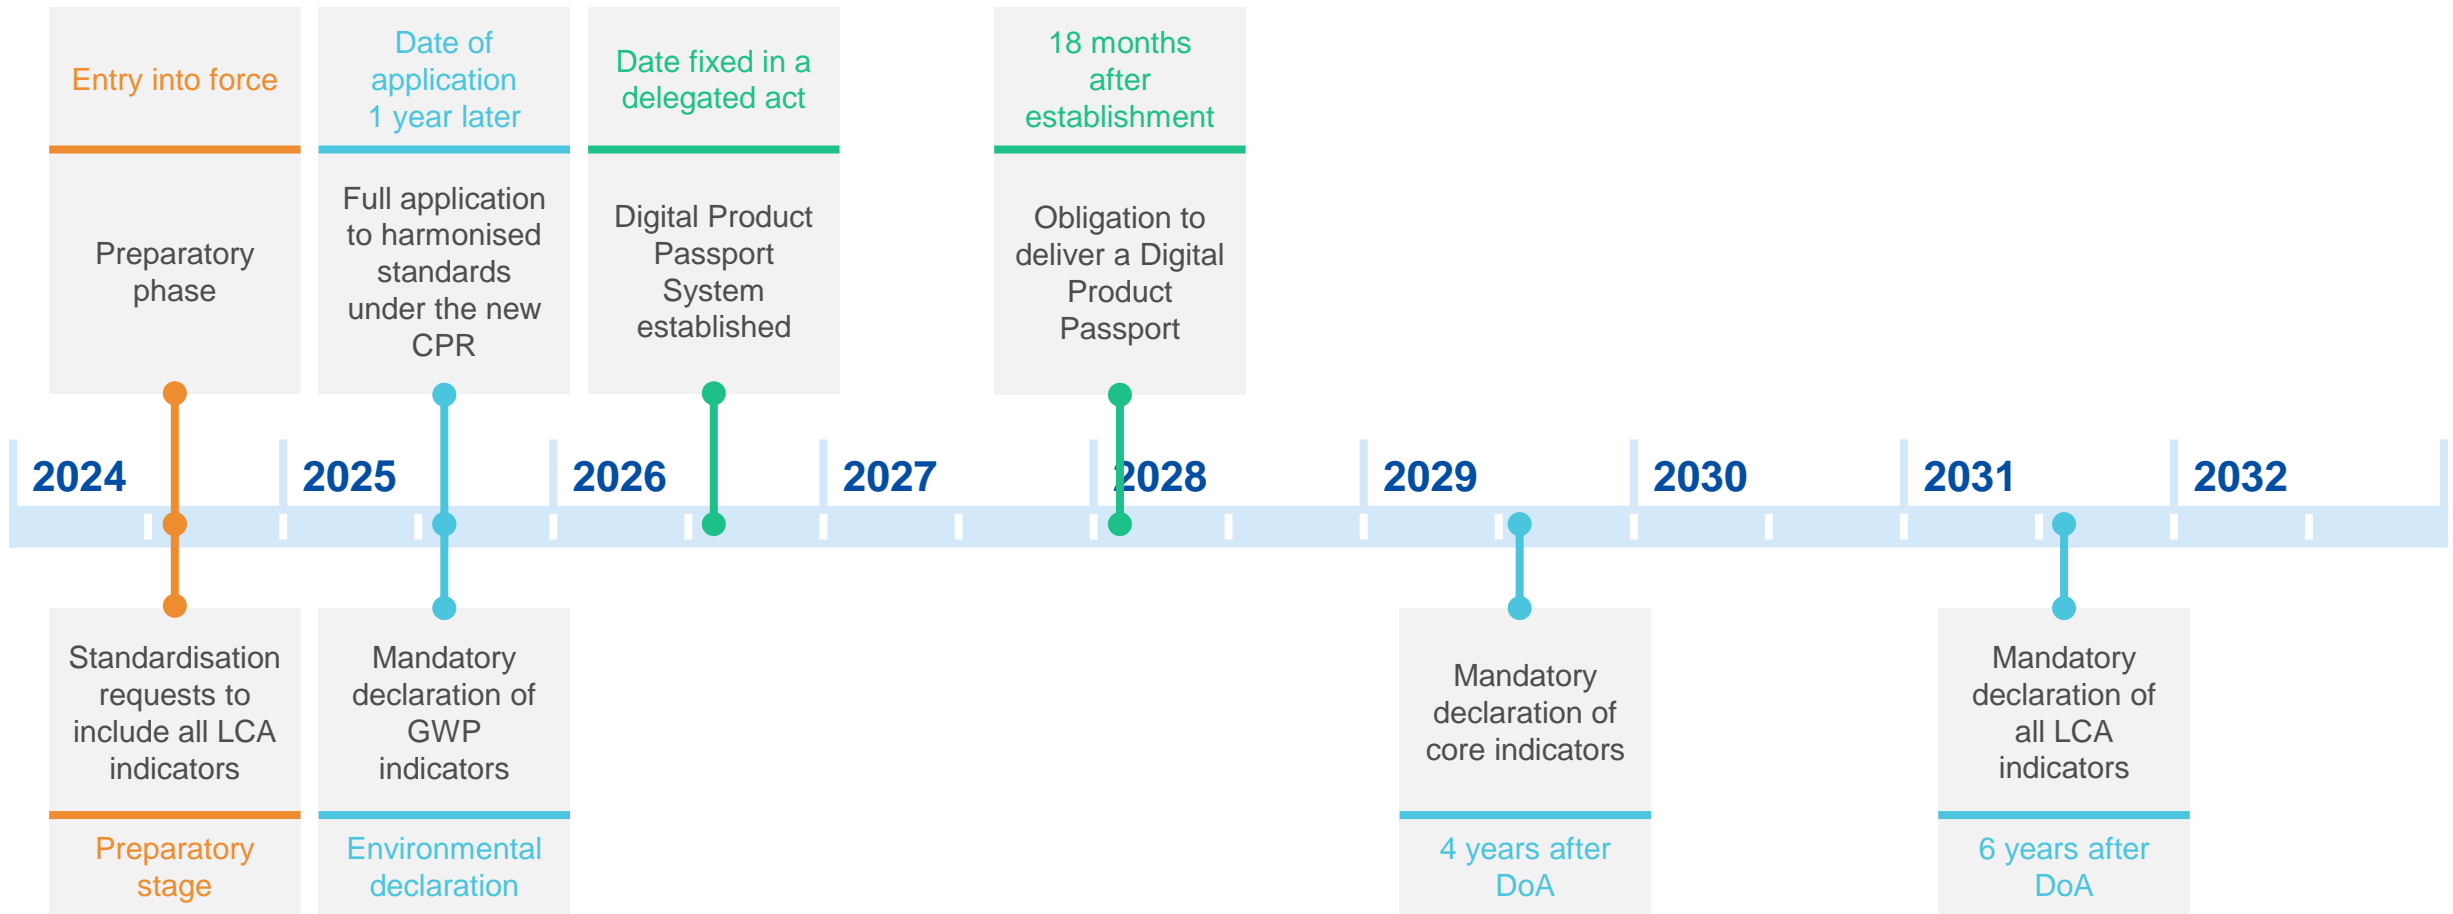 Entry into force
Preparatory
phase
Date of
application
1 year later
Full application
to harmonised
standards
under the new
CPR
Date fixed in a
delegated act
Digital Product
Passport
System
established
18 months
after
establishment
Obligation to
deliver a Digital
Product
Passport
2024
2025
2026
2027
2028
2029
2030
2031
2032
Standardisation
requests to
include all LCA
indicators
Preparatory
stage
Mandatory
declaration of
GWP
indicators
Environmental
declaration
Mandatory
declaration of
core indicators
4 years after
DoA
Mandatory
declaration of
all LCA
indicators
6 years after
DoA